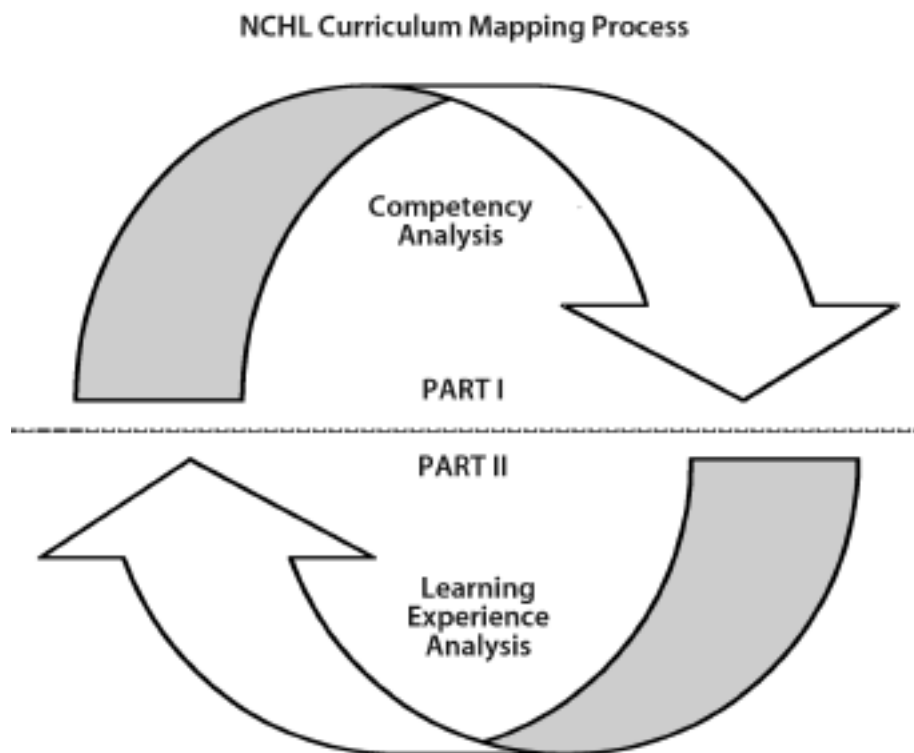 NCHL Curriculum Mapping Process
Competency
Analysis
PART I
PART II
Learning
Experience
Analysis